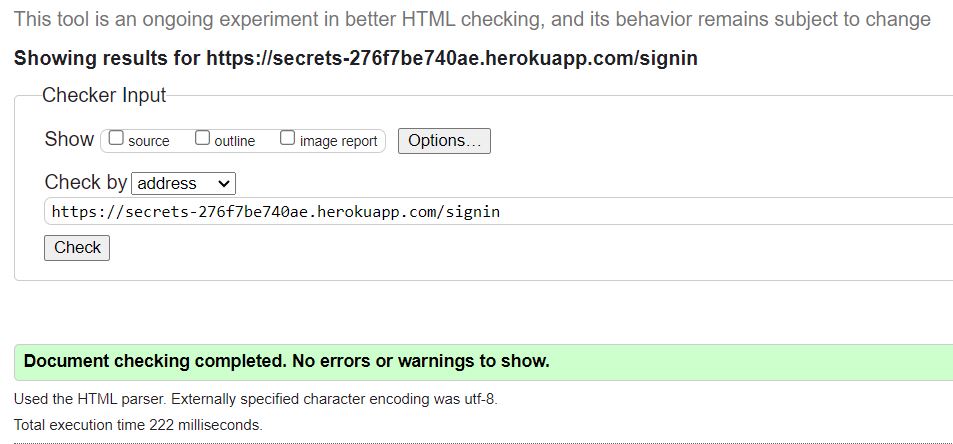 This tool is an ongoing experiment in better HTML checking, and its behavior remains subject to change
Showing results for https://secrets-276f7be740ae.herokuapp.com/signin
Checker Input
Show source outline image report Options...
Check by address
https://secrets-276f7be740ae.herokuapp.com/signin
Check
Document checking completed. No errors or warnings to show.
Used the HTML parser. Externally specified character encoding was utf-8.
Total execution time 222 milliseconds.